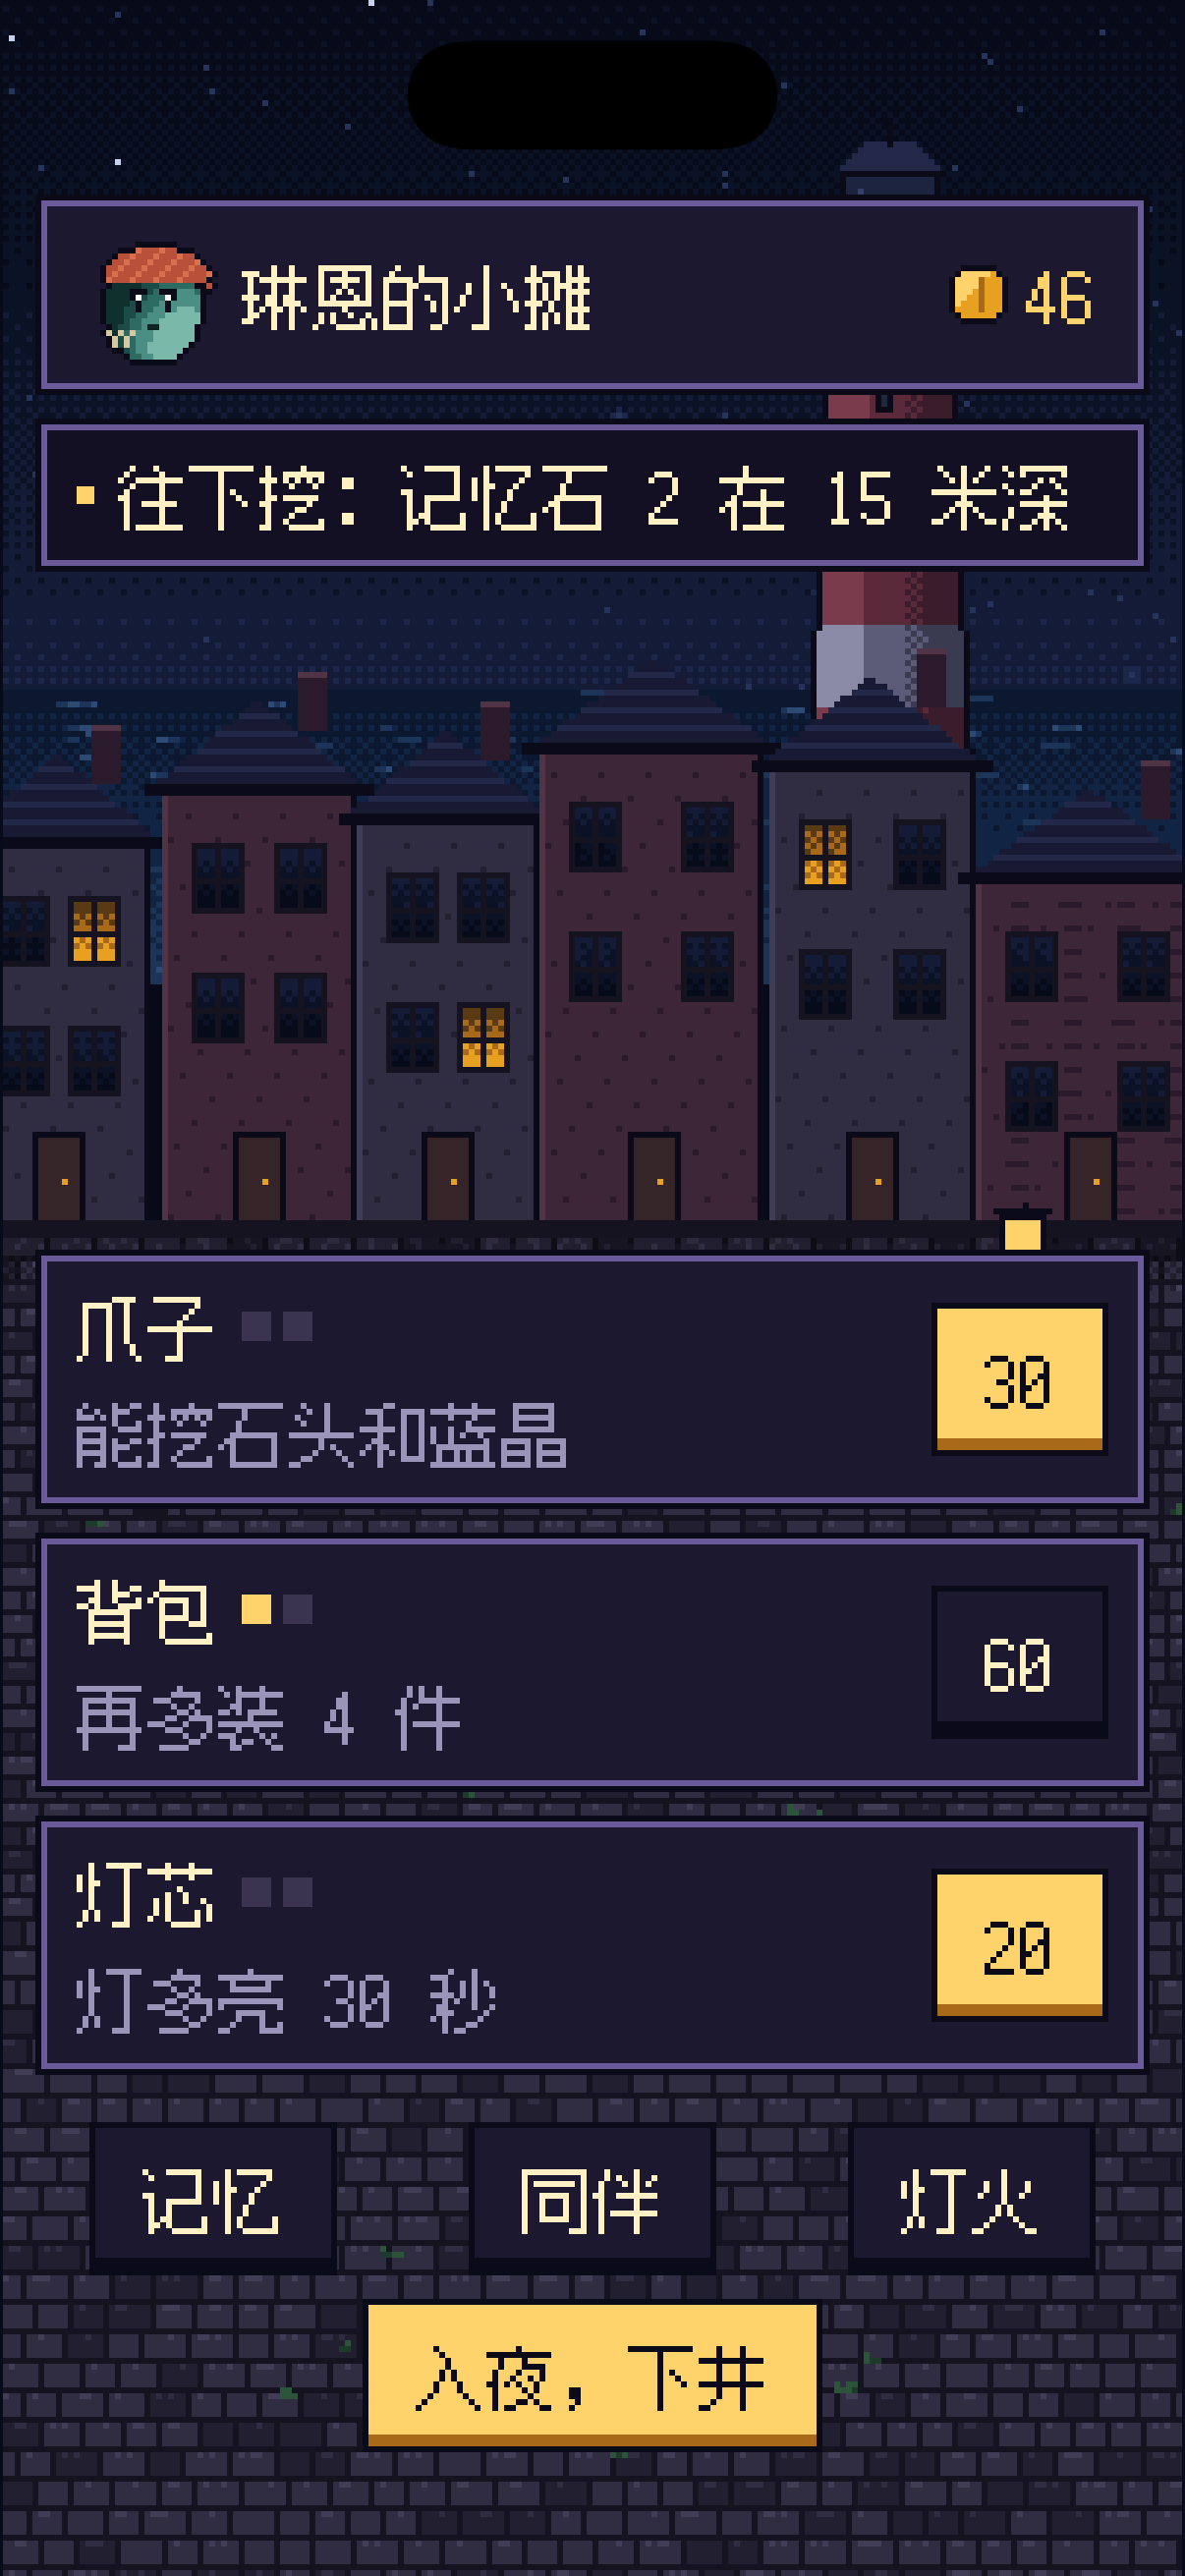 琳恩的小摊
46
往下挖：记忆石 2 在 15 米深
爪子
30
能挖石头和蓝晶
背包
60
再多装 4 件
灯芯
20
灯多亮 30 秒
记忆
同伴
灯火
入夜，下井